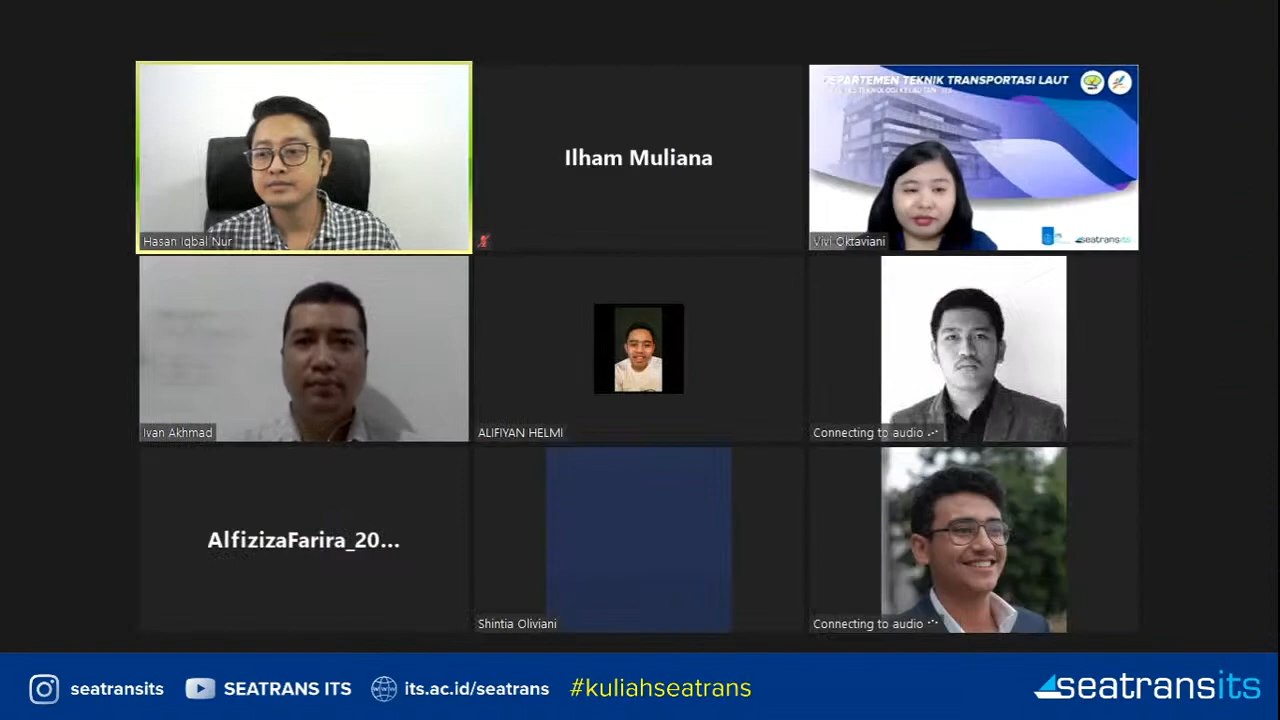 DEPARTEMEN TEKNIK TRANSPORTASI LAUT
Hasan Iqbal Nur
Ilham Muliana
Vivi Oktaviani
seatransits
Ivan Akhmad
ALIFIYAN HELMI
Connecting to audio
AlfizizaFarira_20...
Shintia Oliviani
Connecting to audio
seatransits
SEATRANS ITS
its.ac.id/seatrans
#kuliahseatrans
seatransits